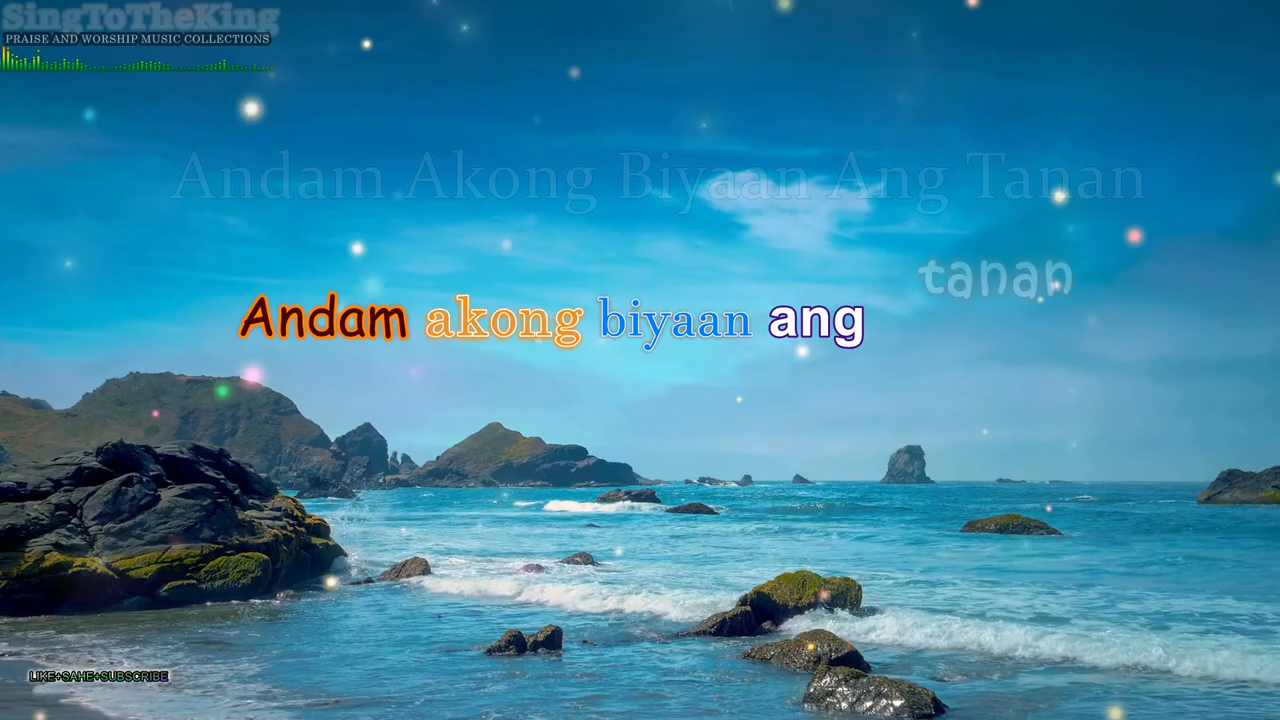 SingToTheKing
PRAISE AND WORSHIP MUSIC COLLECTIONS
Andam Akong Biyaan Ang Tanan
Andam akong biyaan ang tanan
LIKE+SAHE+SUBSCRIBE